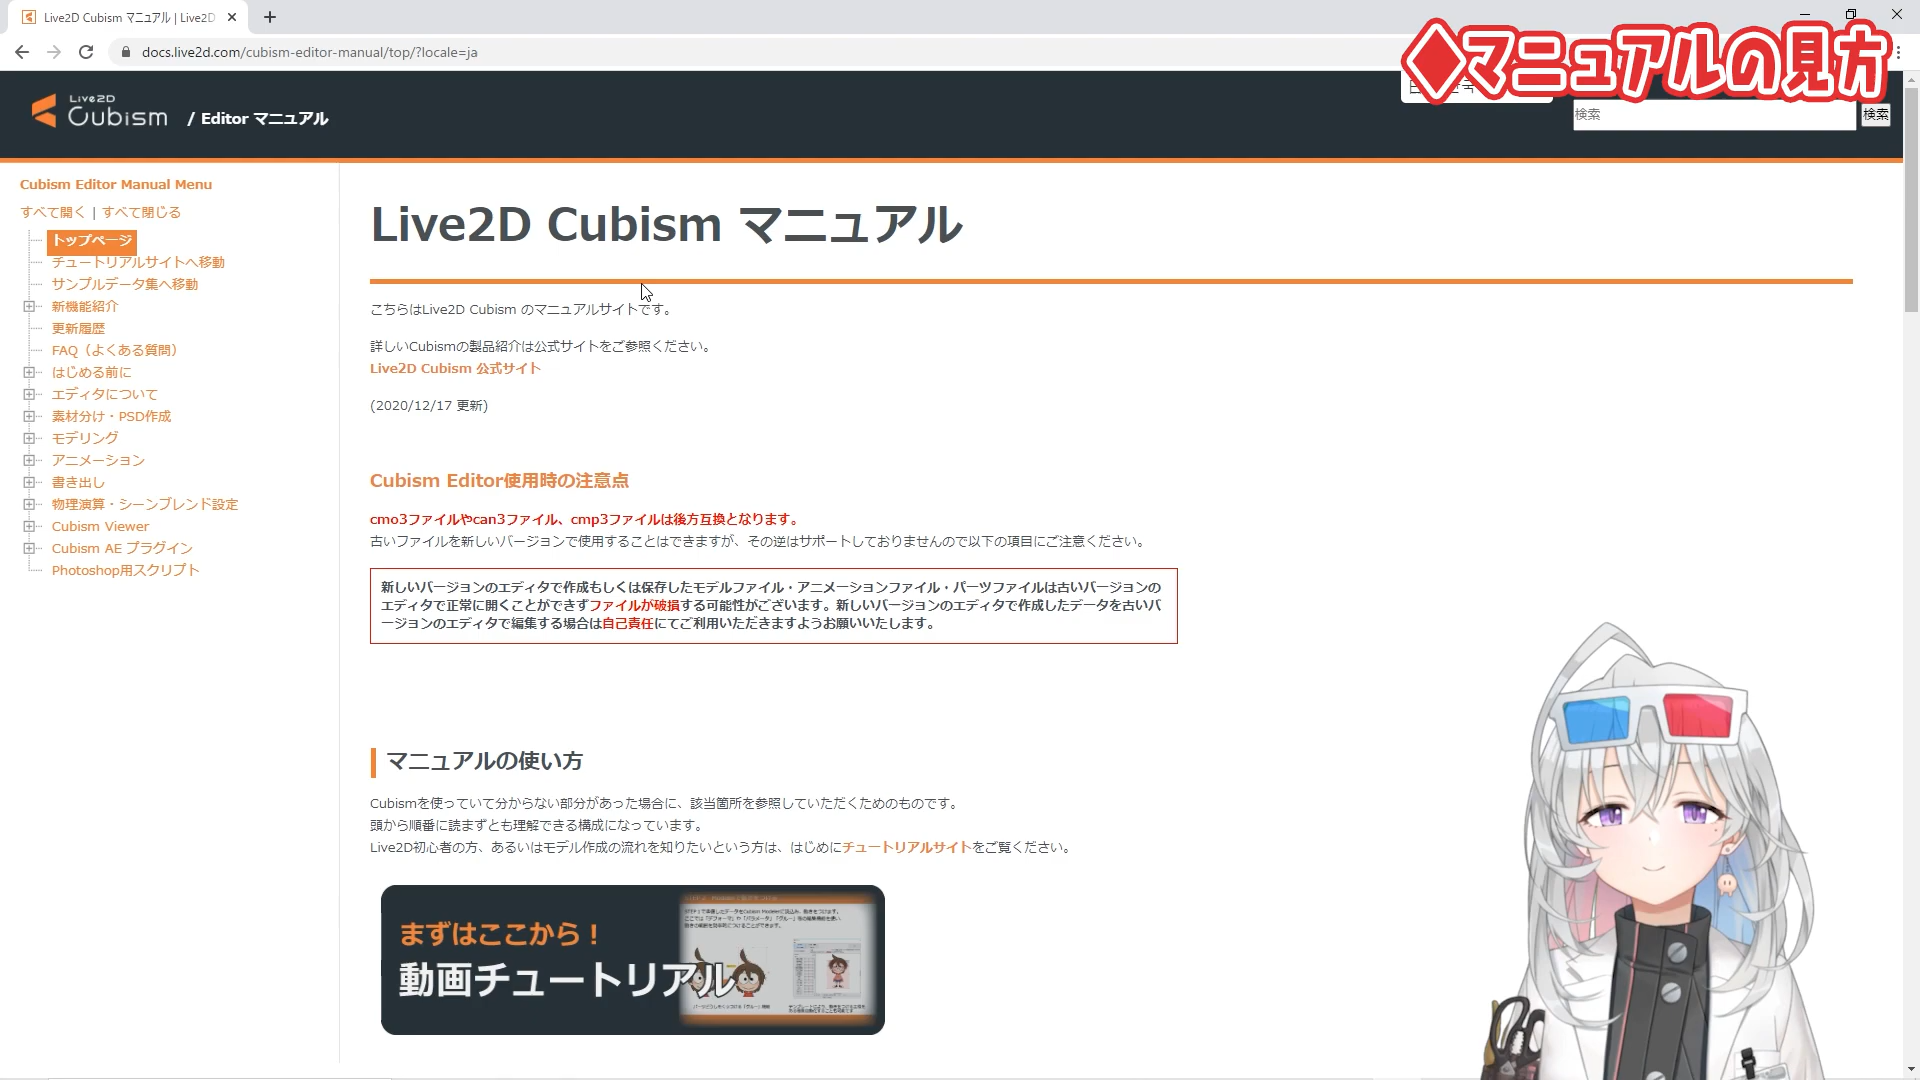 Live2D Cubism マニュアル | Live2D
docs.live2d.com/cubism-editor-manual/top/?locale=ja
◆マニュアルの見方
Live2D
Cubism
/ Editor マニュアル
検索
検索
Cubism Editor Manual Menu
すべて開く | すべて閉じる
トップページ
チュートリアルサイトへ移動
サンプルデータ集へ移動
新機能紹介
更新履歴
FAQ（よくある質問）
はじめる前に
エディタについて
素材分け・PSD作成
モデリング
アニメーション
書き出し
物理演算・シーンブレンド設定
Cubism Viewer
Cubism AE プラグイン
Photoshop用スクリプト
Live2D Cubism マニュアル
こちらはLive2D Cubism のマニュアルサイトです。
詳しいCubismの製品紹介は公式サイトをご参照ください。
Live2D Cubism 公式サイト
(2020/12/17 更新)
Cubism Editor使用時の注意点
cmo3ファイルやcan3ファイル、cmp3ファイルは後方互換となります。
古いファイルを新しいバージョンで使用することはできますが、その逆はサポートしておりませんので以下の項目にご注意ください。
新しいバージョンのエディタで作成もしくは保存したモデルファイル・アニメーションファイル・パーツファイルは古いバージョンの
エディタで正常に開くことができずファイルが破損する可能性がございます。新しいバージョンのエディタで作成したデータを古いバ
ージョンのエディタで編集する場合は自己責任にてご利用いただきますようお願いいたします。
マニュアルの使い方
Cubismを使っていて分からない部分があった場合に、該当箇所を参照していただくためのものです。
頭から順番に読まずとも理解できる構成になっています。
Live2D初心者の方、あるいはモデル作成の流れを知りたいという方は、はじめにチュートリアルサイトをご覧ください。
まずはここから！
動画チュートリアル